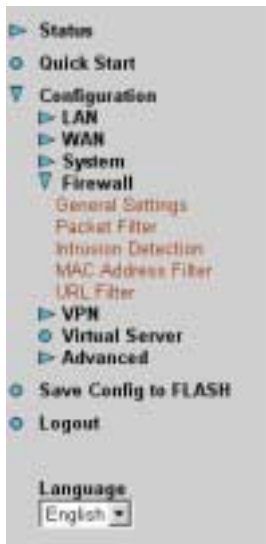 Status
Quick Start
Configuration
LAN
WAN
System
Firewall
General Settings
Packet Filter
Intrusion Detection
MAC Address Filter
URL Filter
VPN
Virtual Server
Advanced
Save Config to FLASH
Logout
Language
English